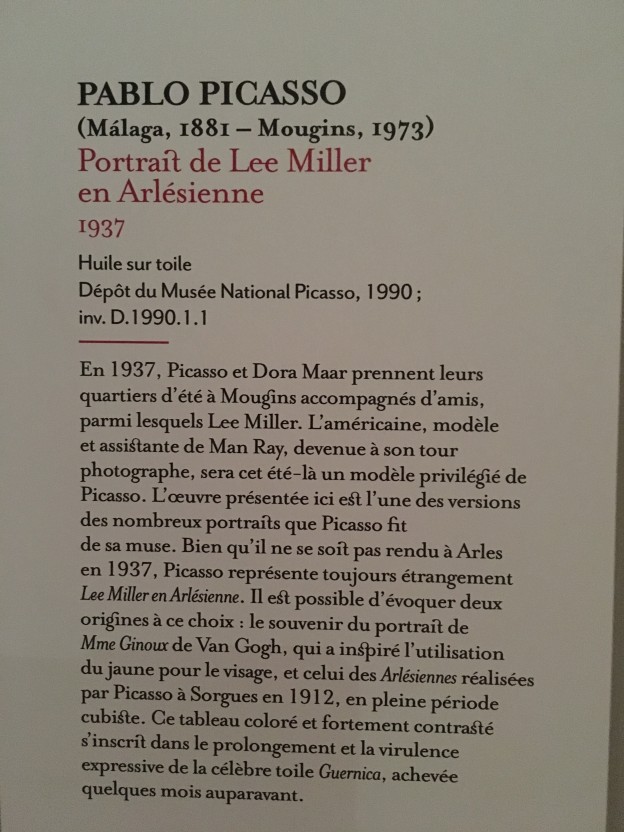 PABLO PICASSO
(Málaga, 1881 – Mougins, 1973)
Portrait de Lee Miller
en Arlésienne
1937
Huile sur toile
Dépôt du Musée National Picasso, 1990 ;
inv. D.1990.1.1
En 1937, Picasso et Dora Maar prennent leurs
quartiers d’été à Mougins accompagnés d’amis,
parmi lesquels Lee Miller. L’américaine, modèle
et assistante de Man Ray, devenue à son tour
photographe, sera cet été-là un modèle privilégié de
Picasso. L’œuvre présentée ici est l’une des versions
des nombreux portraits que Picasso fit
de sa muse. Bien qu’il ne se soit pas rendu à Arles
en 1937, Picasso représente toujours étrangement
Lee Miller en Arlésienne. Il est possible d’évoquer deux
origines à ce choix : le souvenir du portrait de
Mme Ginoux de Van Gogh, qui a inspiré l’utilisation
du jaune pour le visage, et celui des Arlésiennes réalisées
par Picasso à Sorgues en 1912, en pleine période
cubiste. Ce tableau coloré et fortement contrasté
s’inscrit dans le prolongement et la virulence
expressive de la célèbre toile Guernica, achevée
quelques mois auparavant.